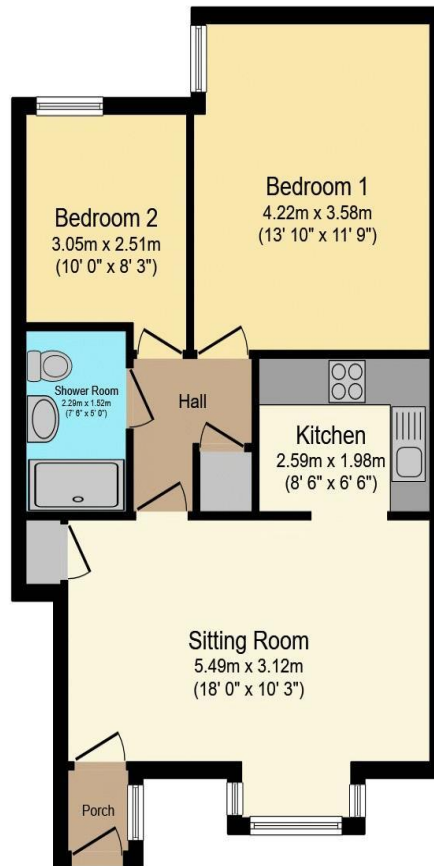 Bedroom 1
4.22m x 3.58m
(13' 10" x 11' 9")
Bedroom 2
3.05m x 2.51m
(10' 0" x 8' 3")
Shower Room
2.29m x 1.52m
(7' 6" x 5' 0")
Hall
Kitchen
2.59m x 1.98m
(8' 6" x 6' 6")
Sitting Room
5.49m x 3.12m
(18' 0" x 10' 3")
Porch